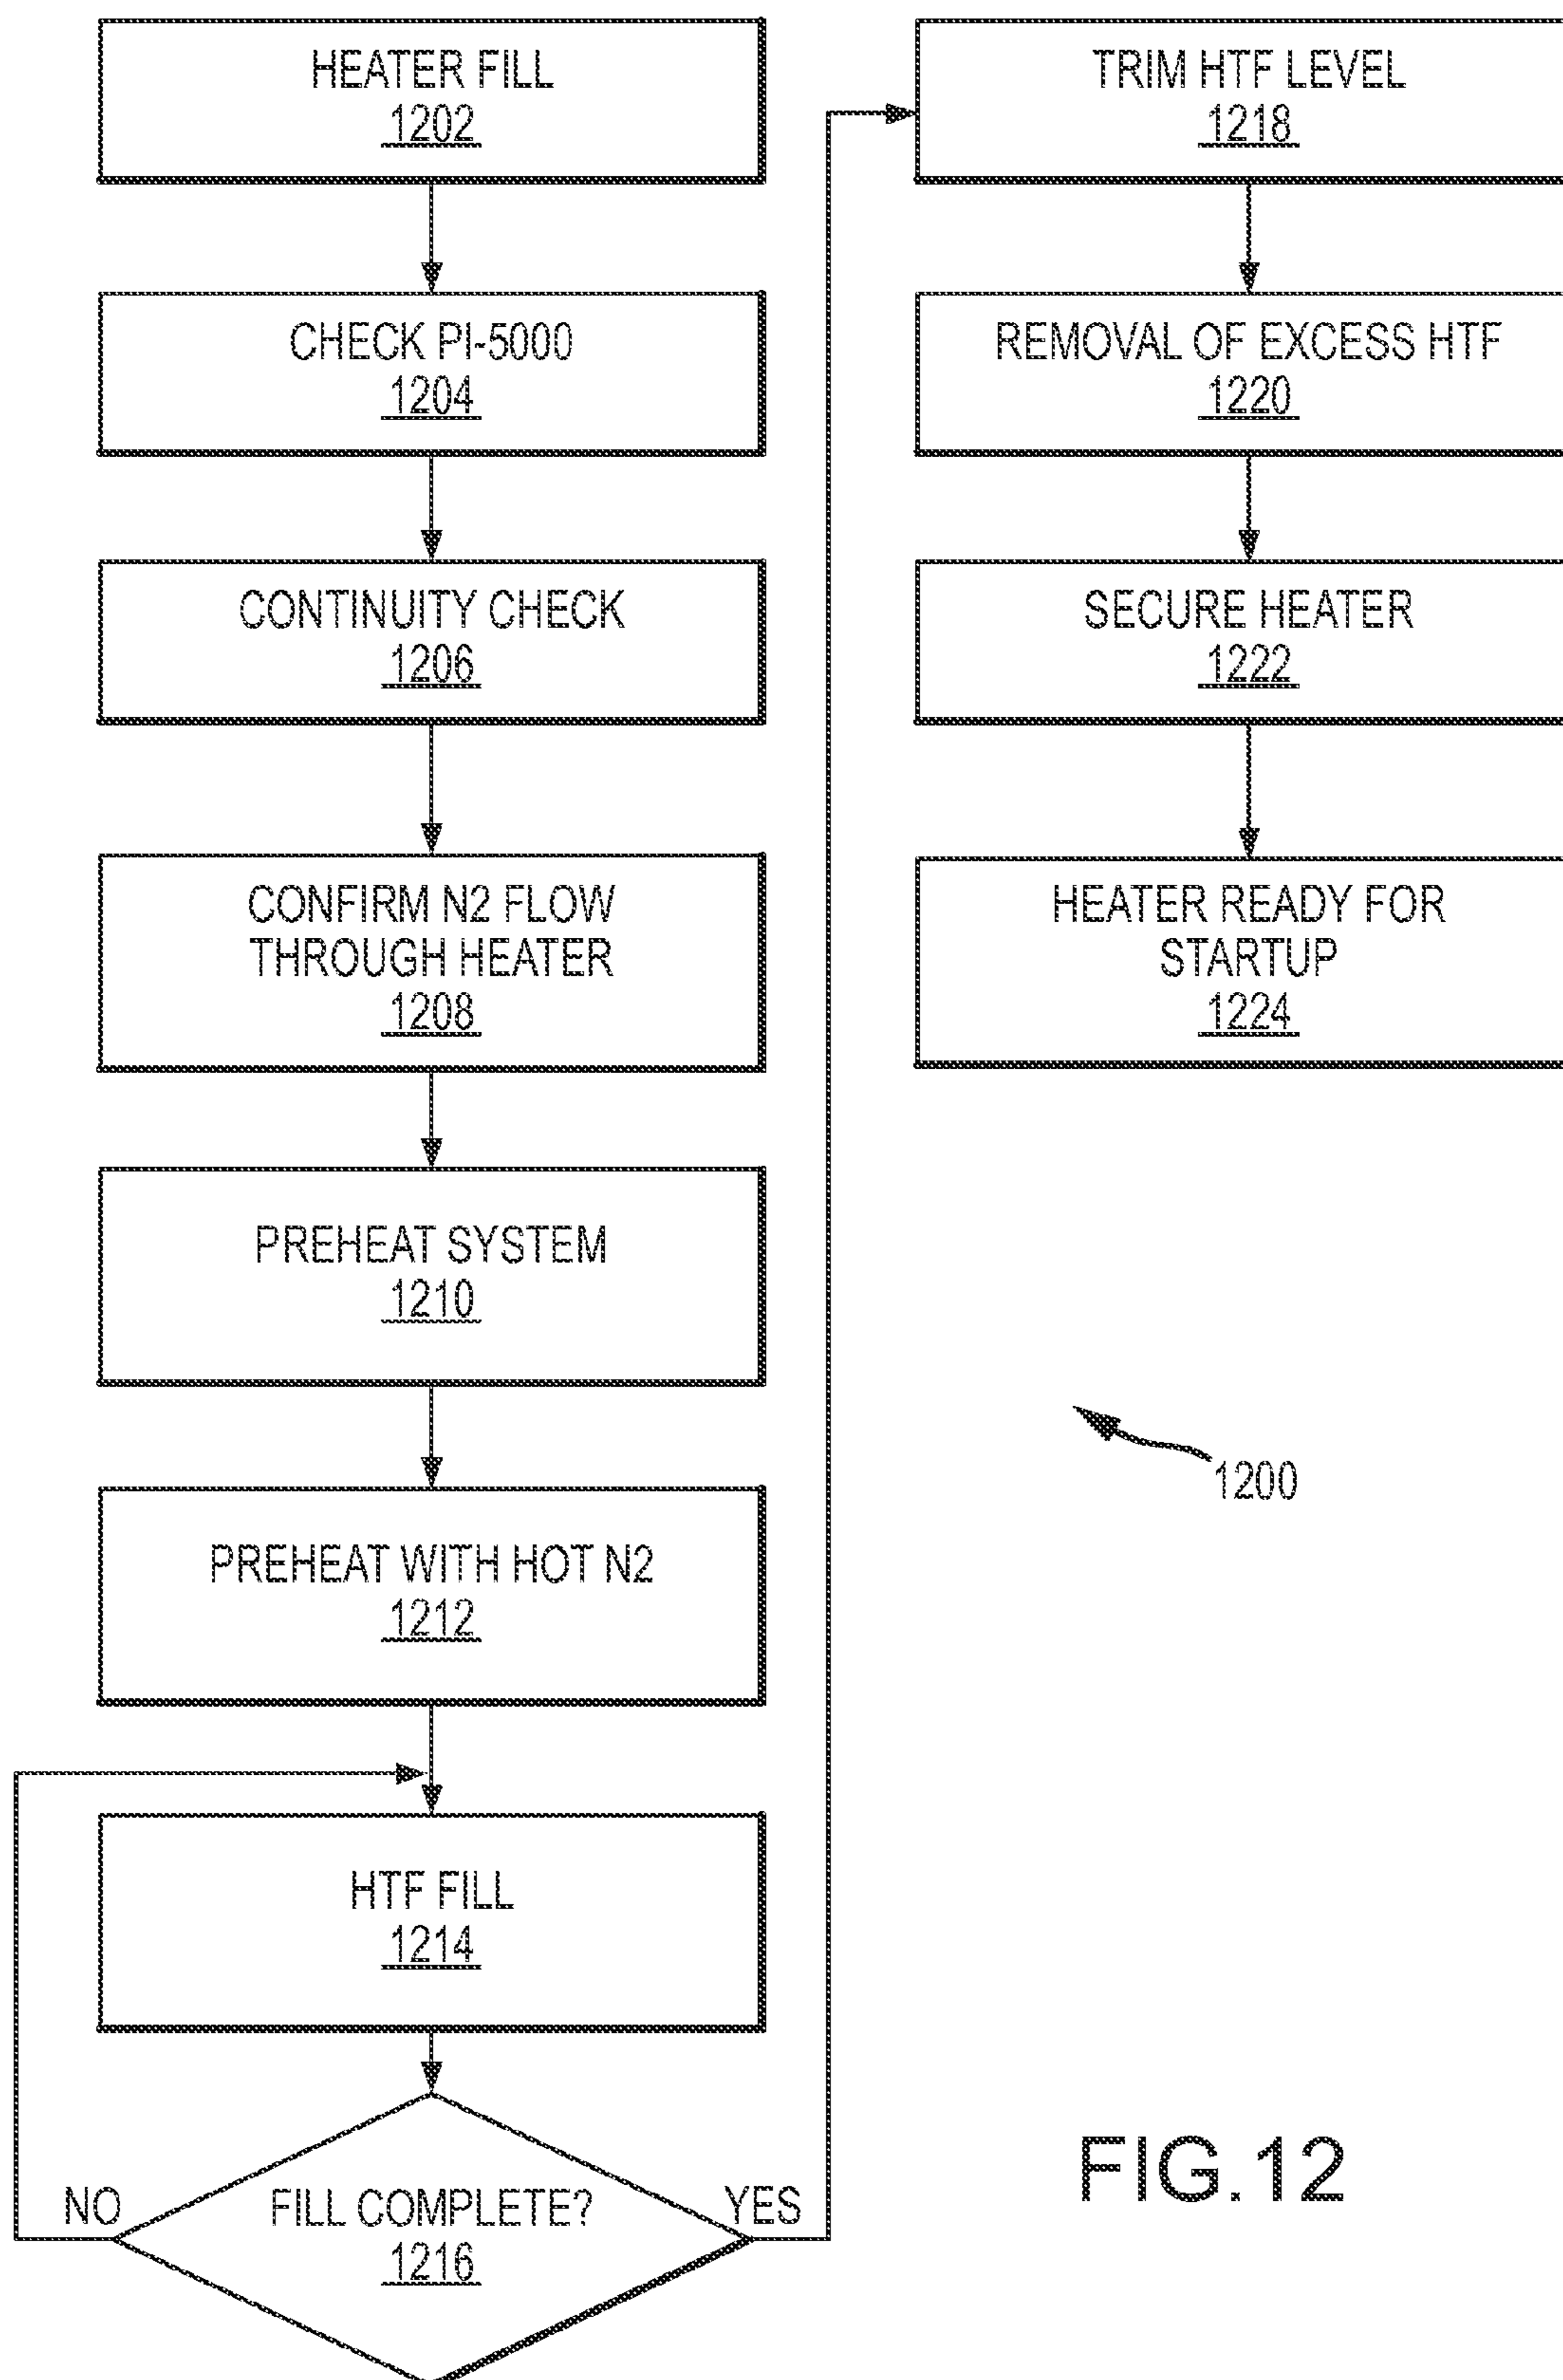 HEATER FILL
1202
CHECK PI-5000
1204
CONTINUITY CHECK
1206
CONFIRM N2 FLOW
THROUGH HEATER
1208
PREHEAT SYSTEM
1210
PREHEAT WITH HOT N2
1212
HTF FILL
1214
NO
FILL COMPLETE?
1216
YES
TRIM HTF LEVEL
1218
REMOVAL OF EXCESS HTF
1220
SECURE HEATER
1222
HEATER READY FOR
STARTUP
1224
1200
FIG.12